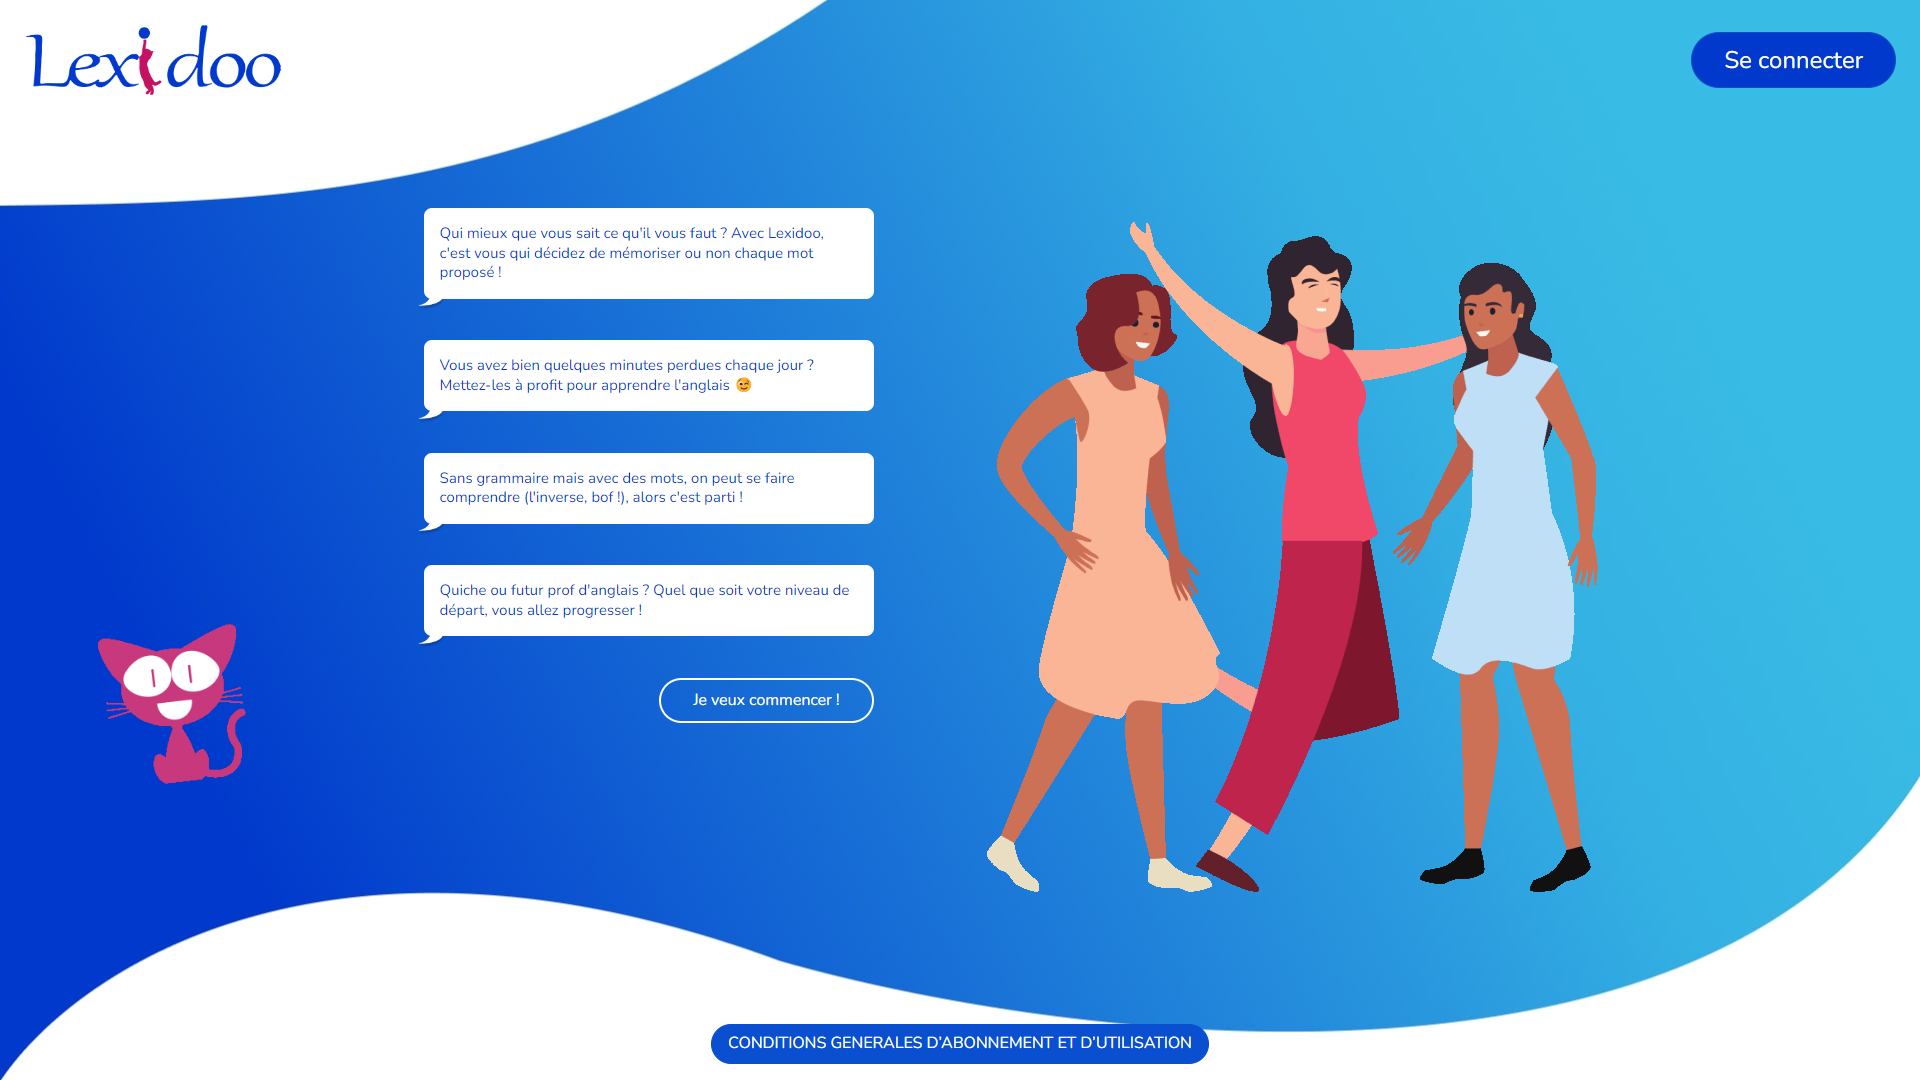 Lexidoo
Se connecter
Qui mieux que vous sait ce qu'il vous faut ? Avec Lexidoo,
c'est vous qui décidez de mémoriser ou non chaque mot
proposé !
Vous avez bien quelques minutes perdues chaque jour ?
Mettez-les à profit pour apprendre l'anglais 😊
Sans grammaire mais avec des mots, on peut se faire
comprendre (l'inverse, bof !), alors c'est parti !
Quiche ou futur prof d'anglais ? Quel que soit votre niveau de
départ, vous allez progresser !
Je veux commencer !
CONDITIONS GENERALES D'ABONNEMENT ET D'UTILISATION